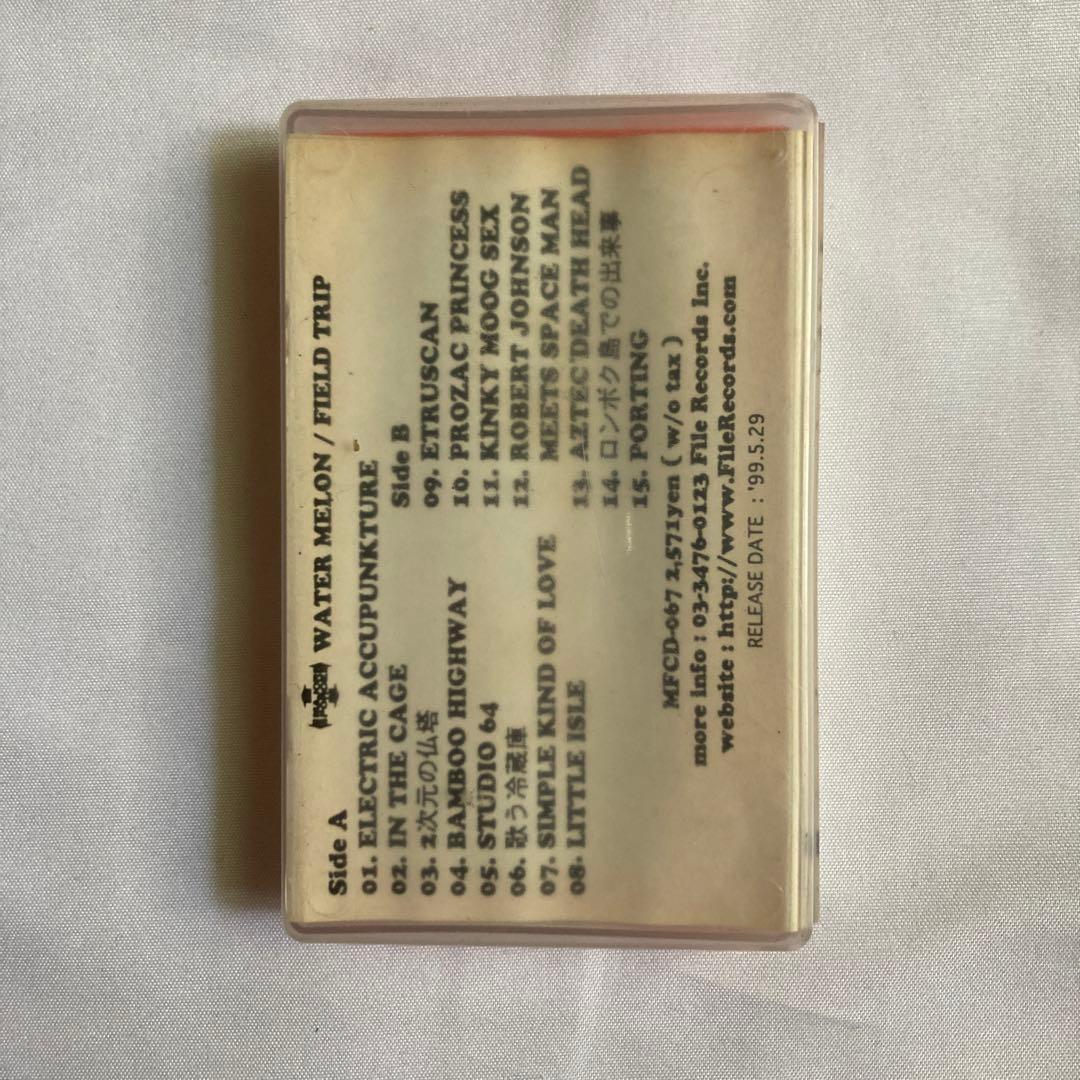 WATER MELON / FIELD TRIP
Side A
01. ELECTRIC ACCUPUNKTURE
02. IN THE CAGE
03. 2次元の仏塔
04. BAMBOO HIGHWAY
05. STUDIO 64
06. 歌う冷蔵庫
07. SIMPLE KIND OF LOVE
08. LITTLE ISLE
Side B
09. ETRUSCAN
10. PROZAC PRINCESS
11. KINKY MOOG SEX
12. ROBERT JOHNSON
MEETS SPACE MAN
13. AZTEC DEATH HEAD
14. ロンボク島での出来事
15. PORTING
MFCD-067 2,571yen ( w/o tax )
more info : 03-3476-0123 File Records Inc.
website : http://www.FileRecords.com
RELEASE DATE : '99.5.29